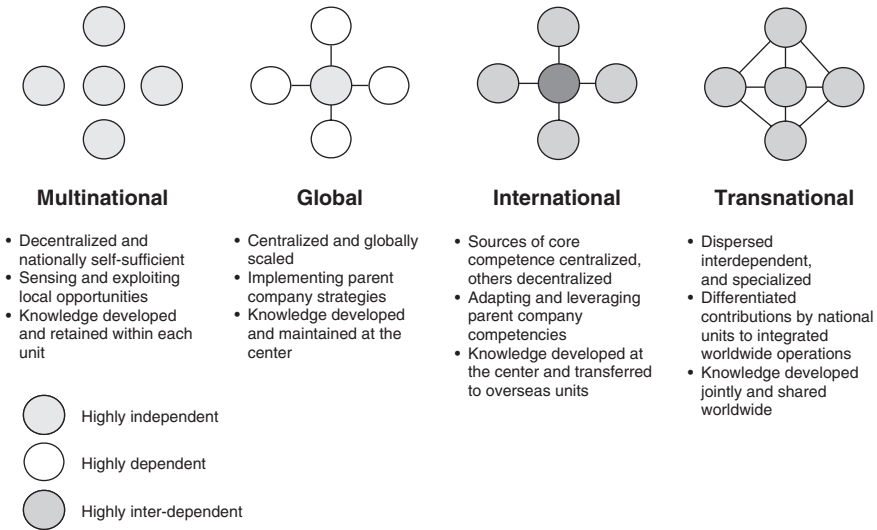 Multinational
• Decentralized and
nationally self-sufficient
• Sensing and exploiting
local opportunities
• Knowledge developed
and retained within each
unit
Global
• Centralized and globally
scaled
• Implementing parent
company strategies
• Knowledge developed
and maintained at the
center
International
• Sources of core
competence centralized,
others decentralized
• Adapting and leveraging
parent company
competencies
• Knowledge developed at
the center and transferred
to overseas units
Transnational
• Dispersed
interdependent,
and specialized
• Differentiated
contributions by national
units to integrated
worldwide operations
• Knowledge developed
jointly and shared
worldwide
Highly independent
Highly dependent
Highly inter-dependent